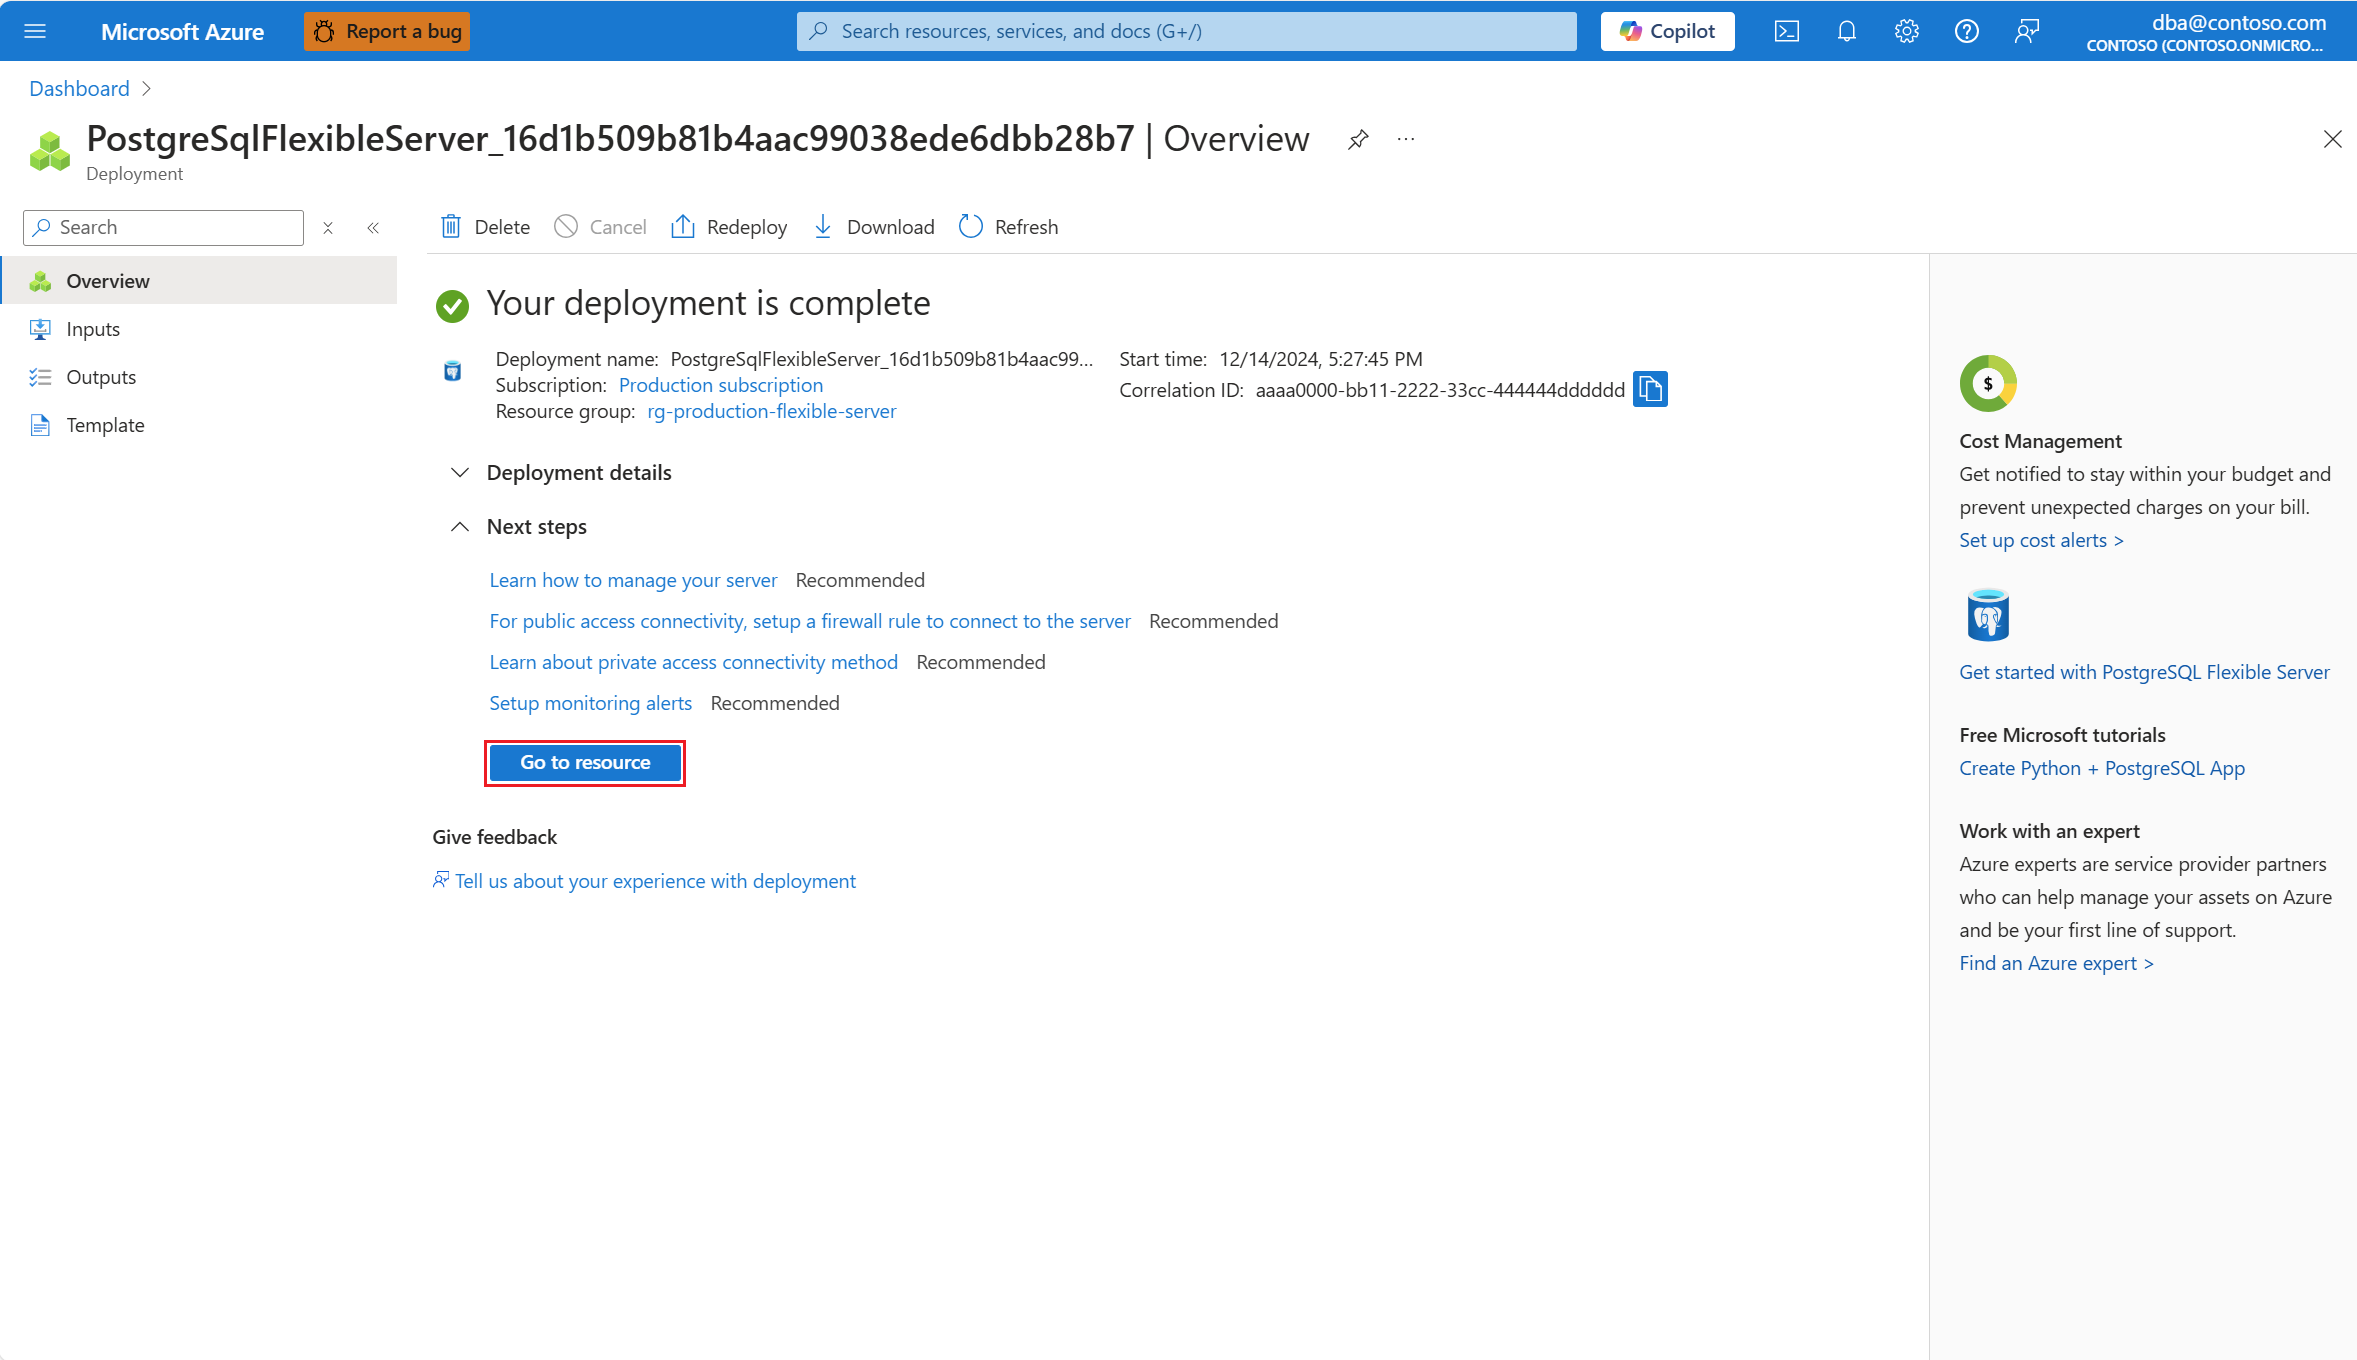 Microsoft Azure
Report a bug
Search resources, services, and docs (G+/)
Copilot
dba@contoso.com
CONTOSO (CONTOSO.ONMICRO...
Dashboard
PostgreSqlFlexibleServer_16d1b509b81b4aac99038ede6dbb28b7 | Overview
Deployment
Search
Delete
Cancel
Redeploy
Download
Refresh
Overview
Inputs
Outputs
Template
Your deployment is complete
Deployment name: PostgreSqlFlexibleServer_16d1b509b81b4aac99...
Subscription: Production subscription
Resource group: rg-production-flexible-server
Start time: 12/14/2024, 5:27:45 PM
Correlation ID: aaaa0000-bb11-2222-33cc-444444dddddd
Deployment details
Next steps
Learn how to manage your server Recommended
For public access connectivity, setup a firewall rule to connect to the server Recommended
Learn about private access connectivity method Recommended
Setup monitoring alerts Recommended
Go to resource
Give feedback
Tell us about your experience with deployment
$
Cost Management
Get notified to stay within your budget and
prevent unexpected charges on your bill.
Set up cost alerts >
Get started with PostgreSQL Flexible Server
Free Microsoft tutorials
Create Python + PostgreSQL App
Work with an expert
Azure experts are service provider partners
who can help manage your assets on Azure
and be your first line of support.
Find an Azure expert >